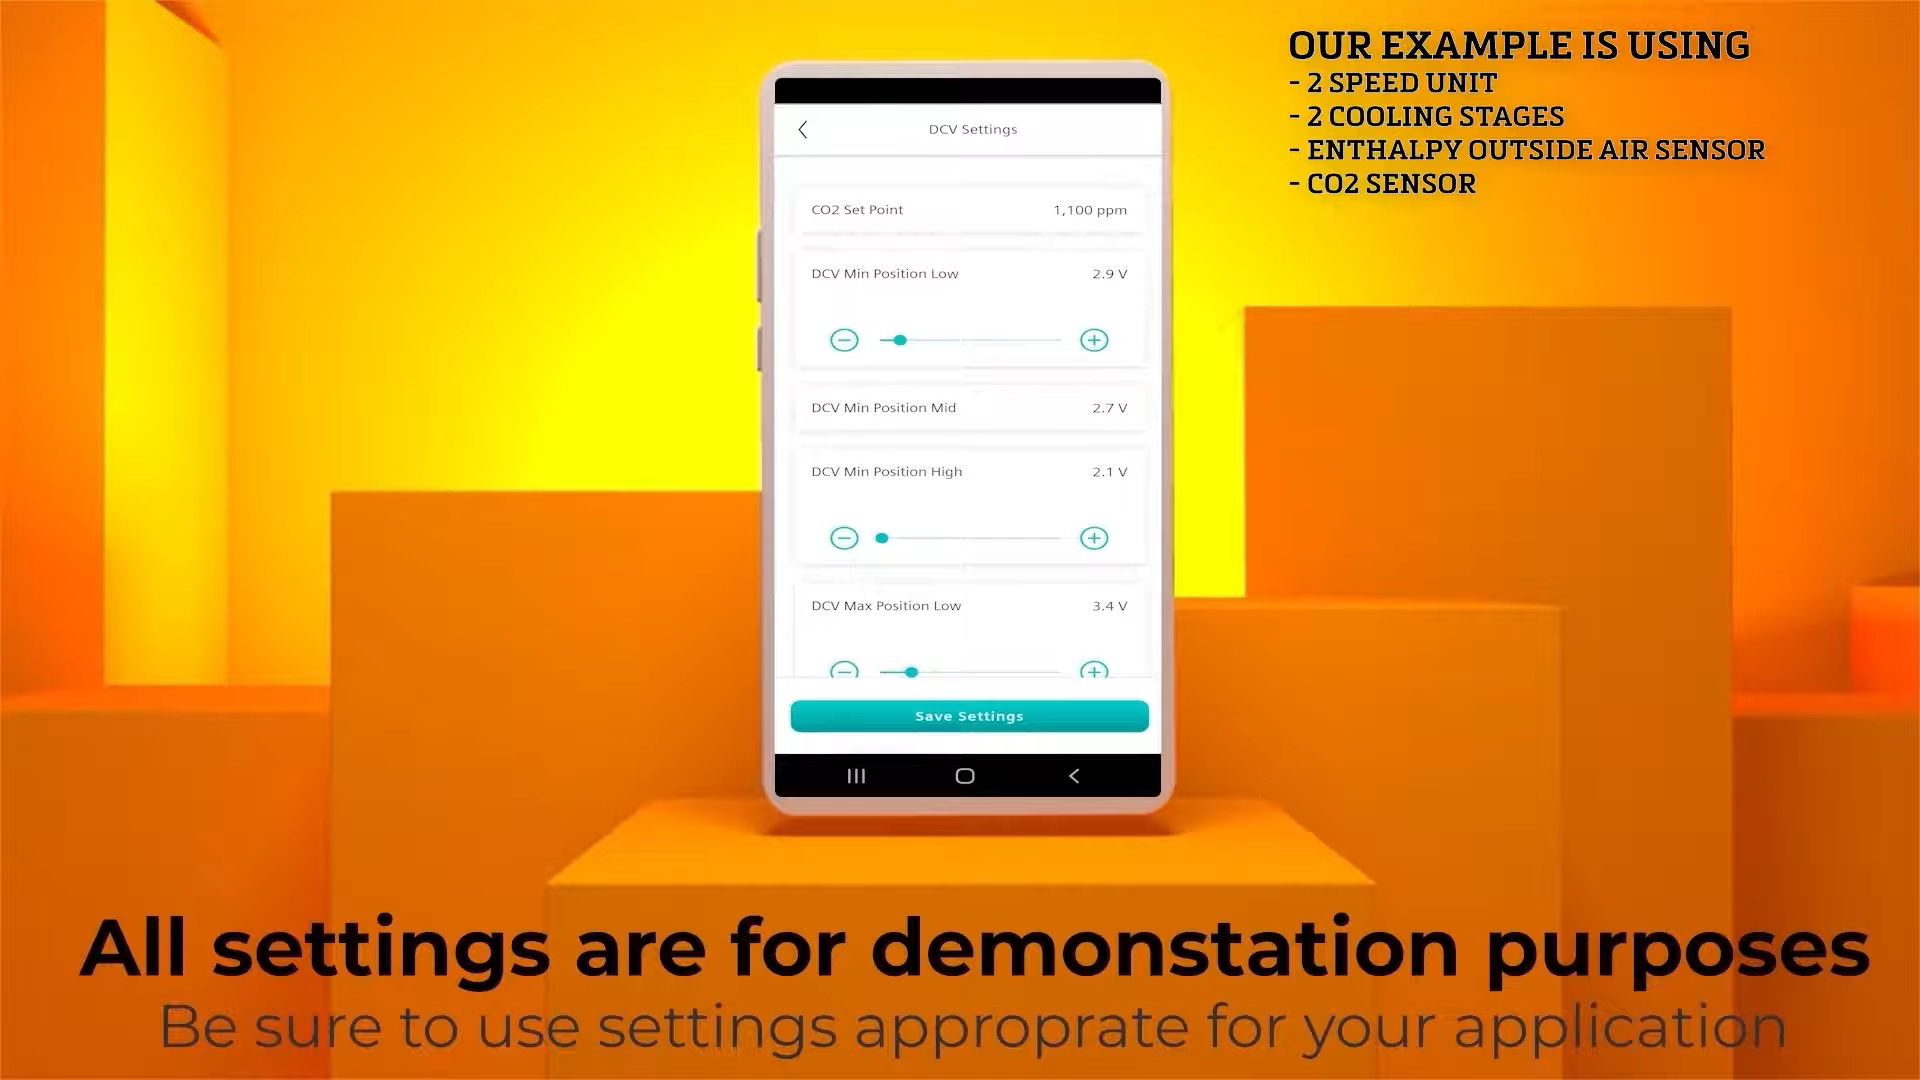 OUR EXAMPLE IS USING
- 2 SPEED UNIT
- 2 COOLING STAGES
- ENTHALPY OUTSIDE AIR SENSOR
- CO2 SENSOR
DCV Settings
CO2 Set Point 1,100 ppm
DCV Min Position Low 2.9 V
DCV Min Position Mid 2.7 V
DCV Min Position High 2.1 V
DCV Max Position Low 3.4 V
Save Settings
All settings are for demonstation purposes
Be sure to use settings approprate for your application